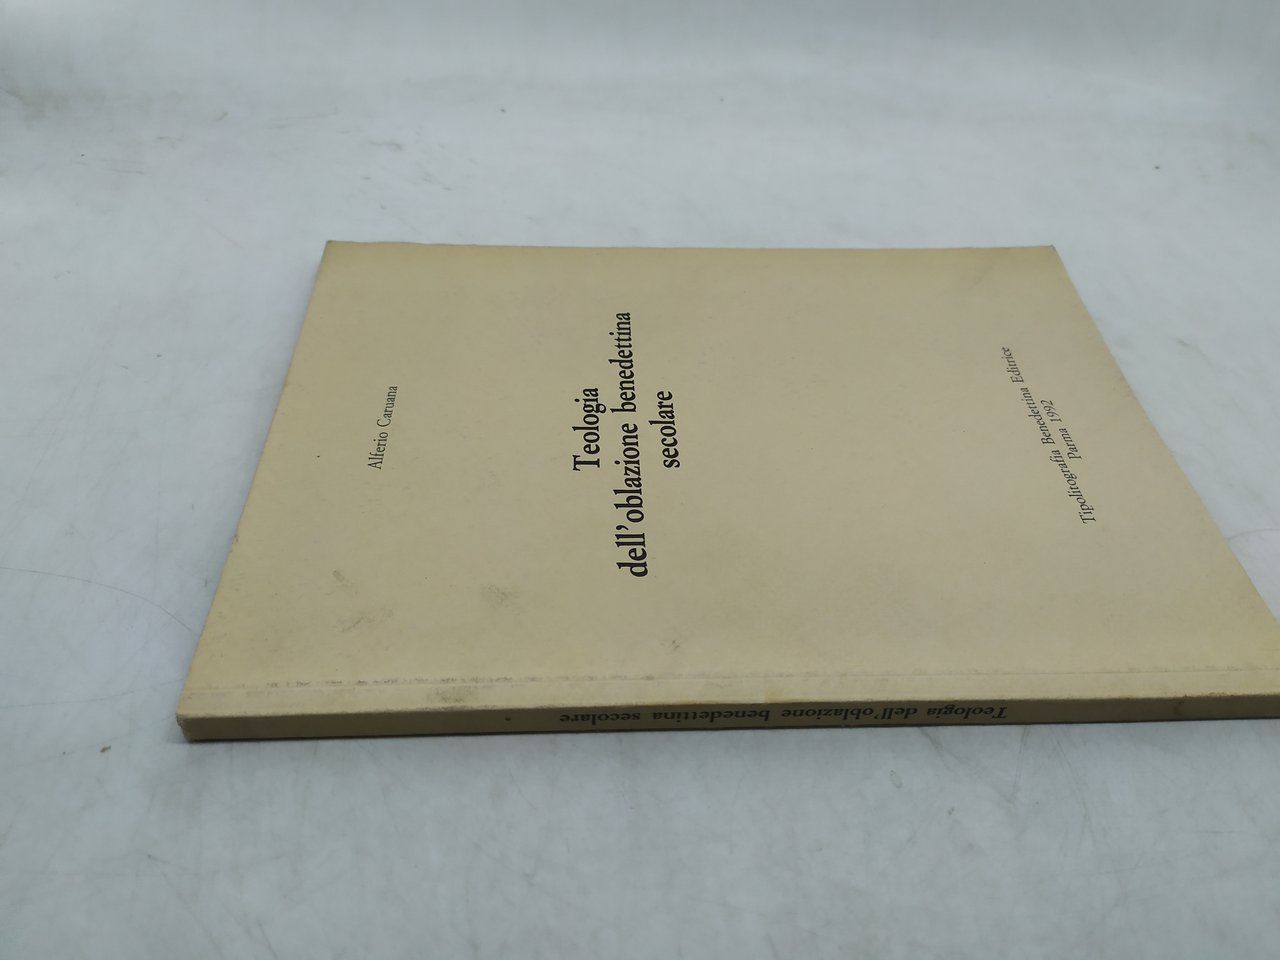 Alferio Caruana
Teologia
dell'oblazione benedettina
secolare
Tipolitografia Benedettina Editrice
Parma 1992
Teologia dell'oblazione benedettina secolare